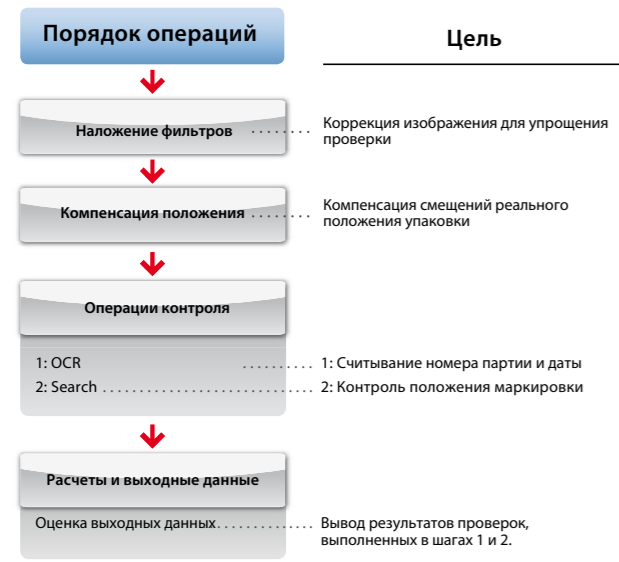 Порядок операций
Цель
Наложение фильтров . . . . . . . . Коррекция изображения для упрощения
проверки
Компенсация положения . . . . . . . . Компенсация смещений реального
положения упаковки
Операции контроля
1: OCR . . . . . . . . . . 1: Считывание номера партии и даты
2: Search . . . . . . . . . . . . . . . . . . . . . . . . . . . . 2: Контроль положения маркировки
Расчеты и выходные данные
Оценка выходных данных . . . . . . . . . . . . . Вывод результатов проверок,
выполненных в шагах 1 и 2.